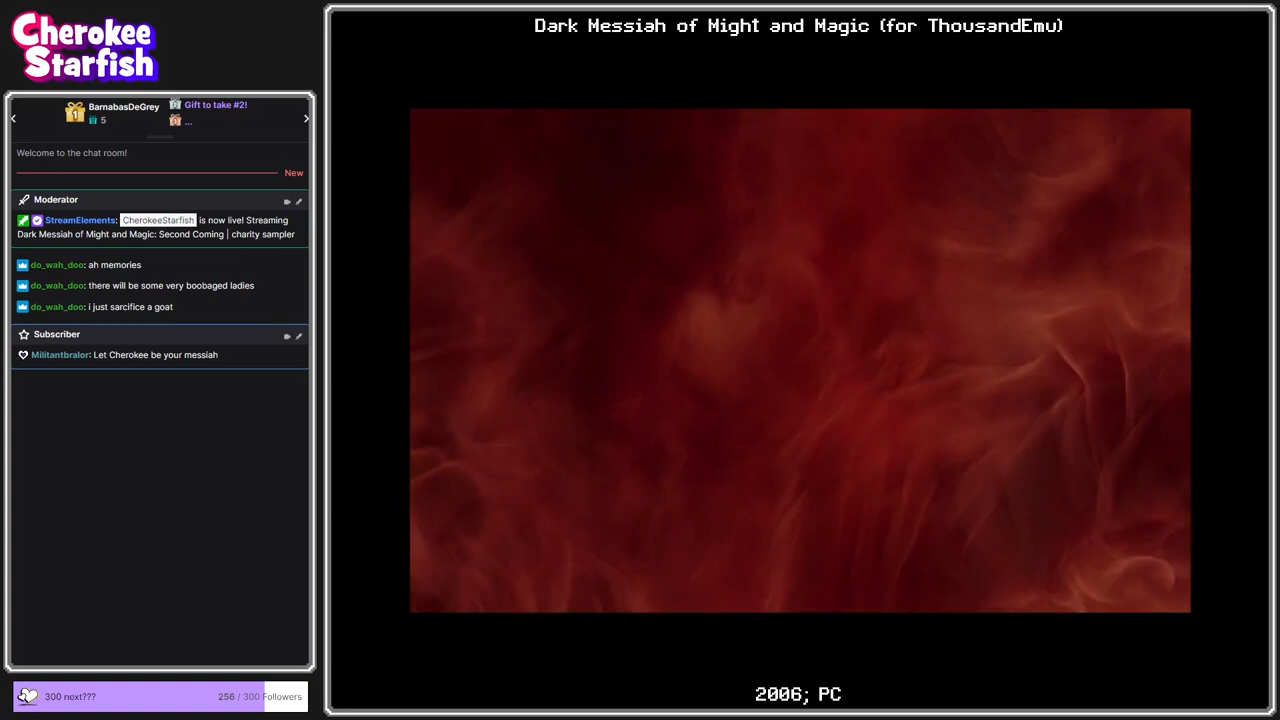 Cherokee
Starfish
Dark Messiah of Might and Magic (for ThousandEmu)
BarnabasDeGrey
5
1
2
Gift to take #2!
3
...
Welcome to the chat room!
New
Moderator
StreamElements: CherokeeStarfish is now live! Streaming
Dark Messiah of Might and Magic: Second Coming | charity sampler
do_wah_doo: ah memories
do_wah_doo: there will be some very boobaged ladies
do_wah_doo: i just sarcifice a goat
Subscriber
Militantbralor: Let Cherokee be your messiah
300 next???
256 / 300 Followers
2006; PC